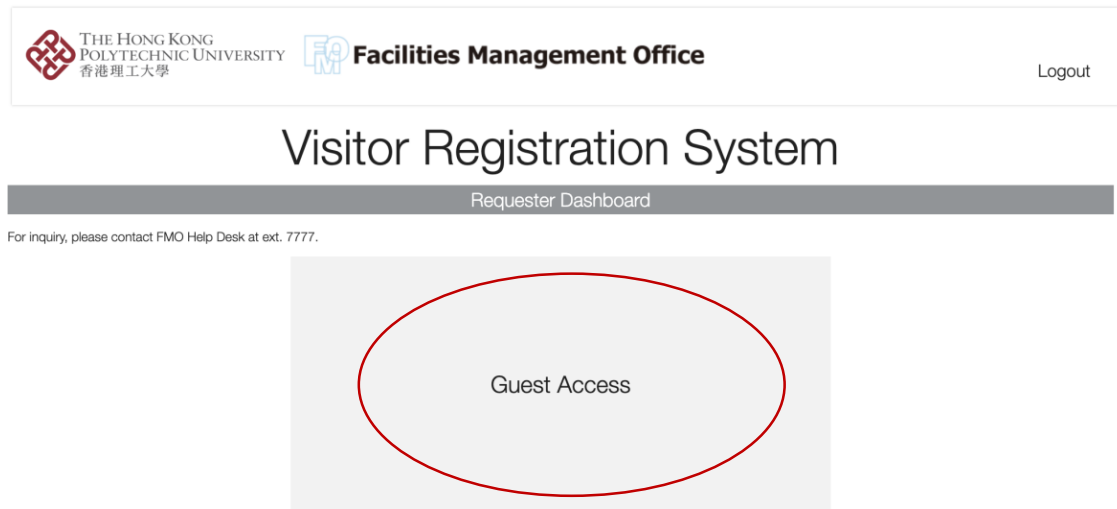 THE HONG KONG
POLYTECHNIC UNIVERSITY
香港理工大學
FOM
Facilities Management Office
Logout
Visitor Registration System
Requester Dashboard
For inquiry, please contact FMO Help Desk at ext. 7777.
Guest Access